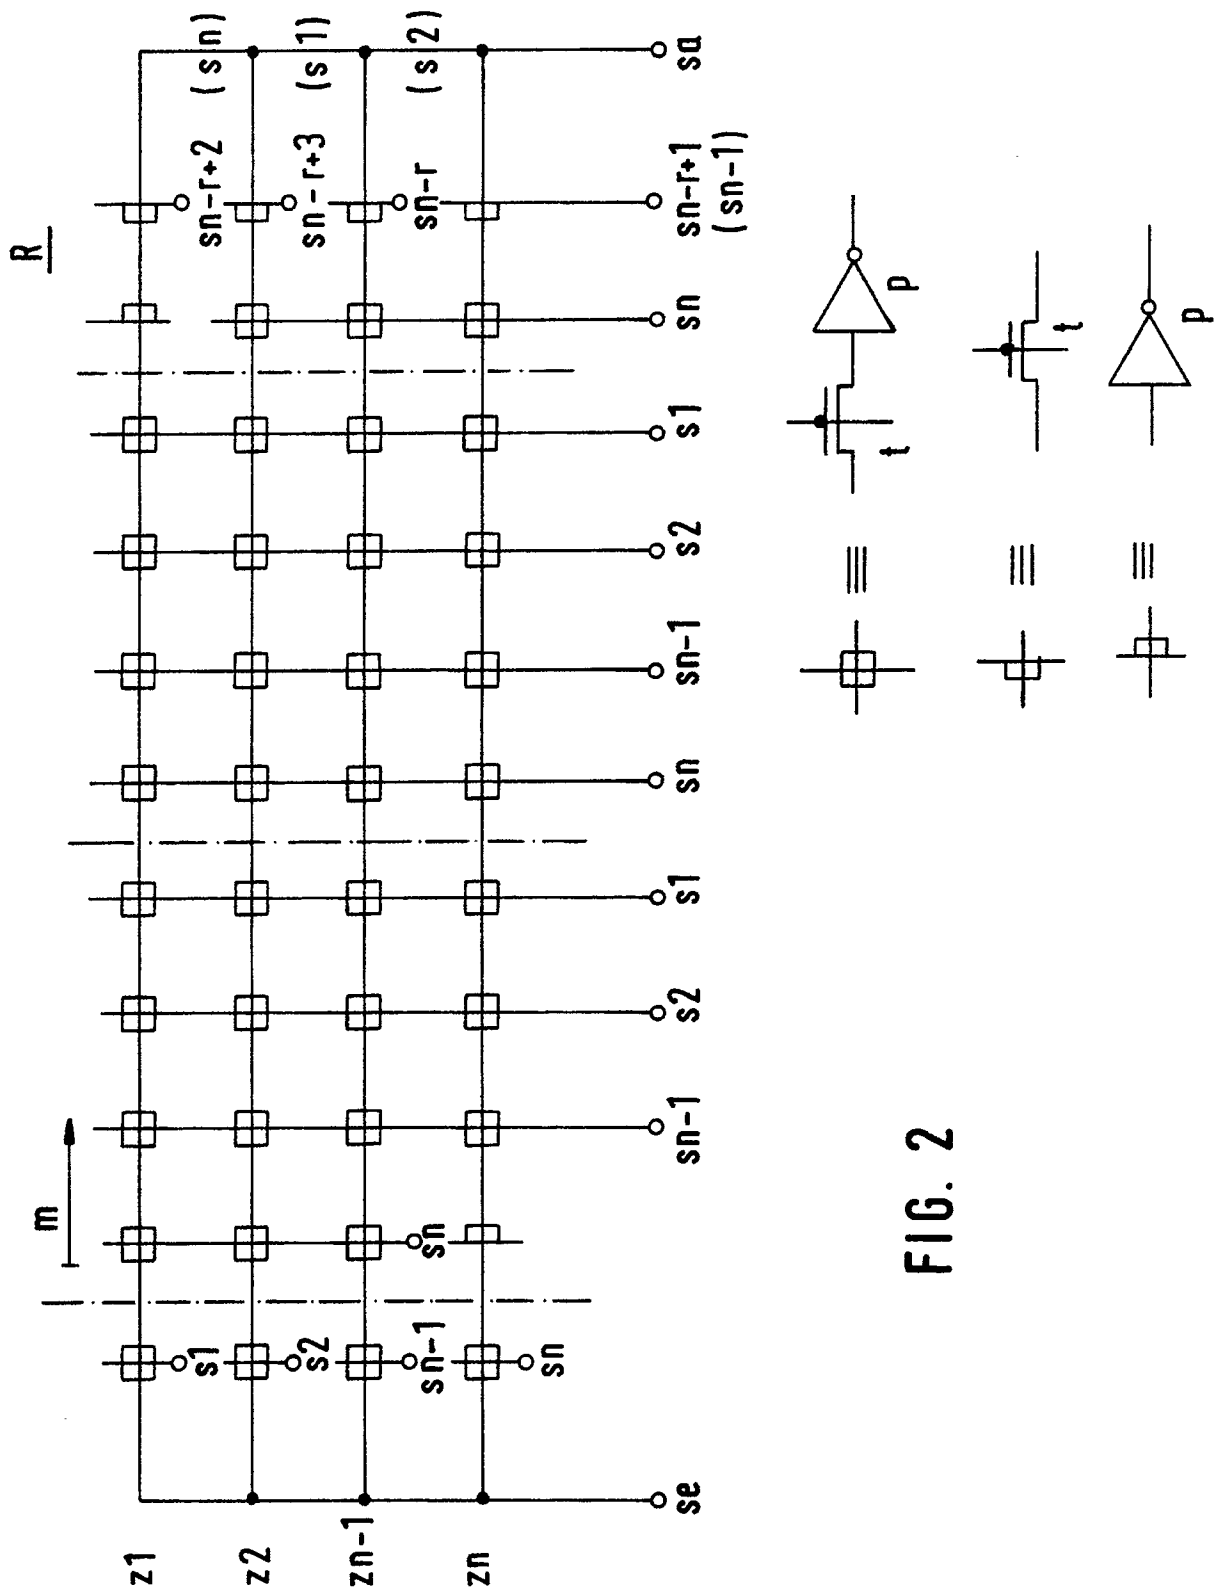 R
m
z1
z2
zn-1
zn
(sn)
(s1)
(s2)
sn-r+2
sn-r+3
sn-r
s1
s2
sn-1
sn
sn
se
sn-1
s2
s1
sn
sn-1
s2
s1
sn
sn-r+1
(sn-1)
sa
t
p
t
p
FIG. 2